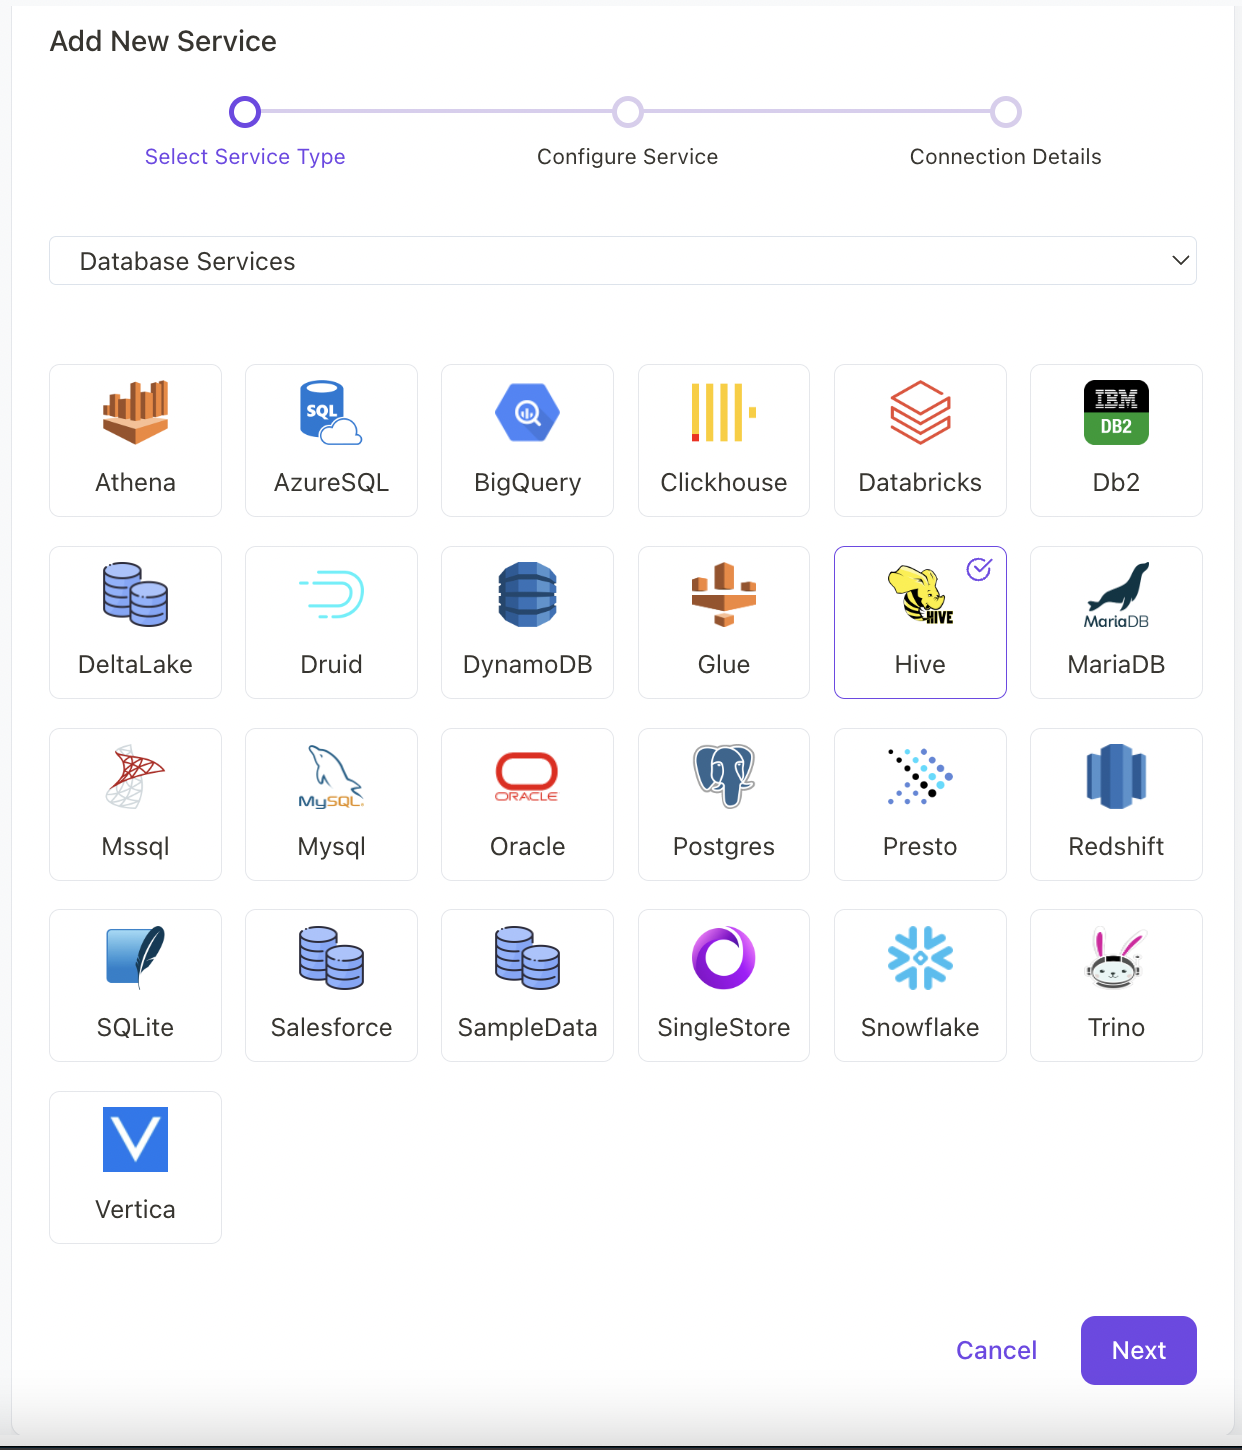 Add New Service
Select Service Type
Configure Service
Connection Details
Database Services
SQL
IBM
DB2
Athena
AzureSQL
BigQuery
Clickhouse
Databricks
Db2
HIVE
MariaDB
DeltaLake
Druid
DynamoDB
Glue
Hive
MariaDB
MySQL
ORACLE
Mssql
Mysql
Oracle
Postgres
Presto
Redshift
SQLite
Salesforce
SampleData
SingleStore
Snowflake
Trino
V
Vertica
Cancel
Next